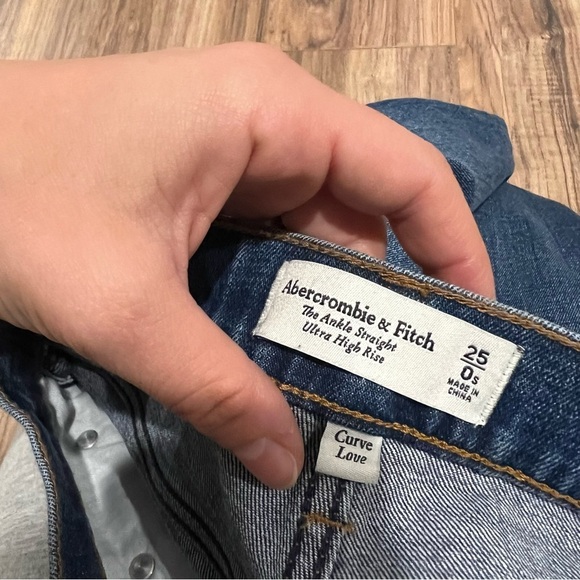 Abercrombie & Fitch
The Ankle Straight
Ultra High Rise
25
0s
MADE IN
CHINA
Curve
Love